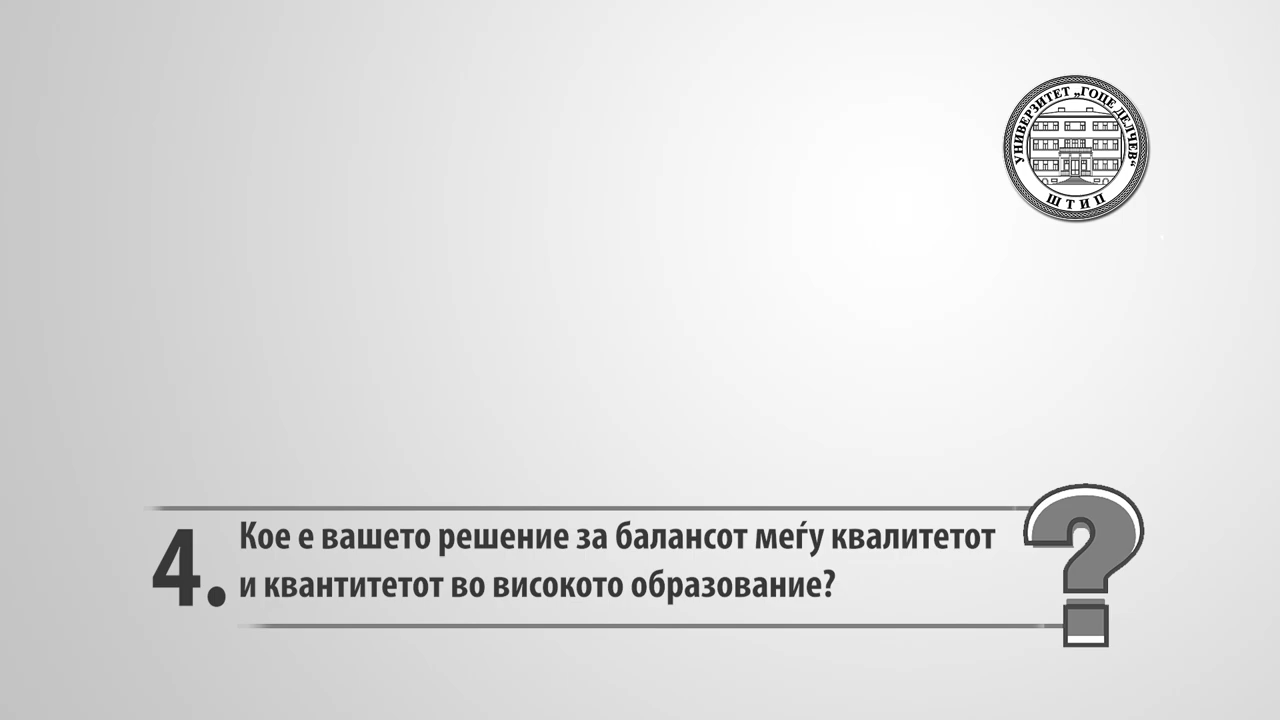 УНИВЕРЗИТЕТ „ГОЦЕ ДЕЛЧЕВ“
ШТИП
4. Кое е вашето решение за балансот меѓу квалитетот
и квантитетот во високото образование?